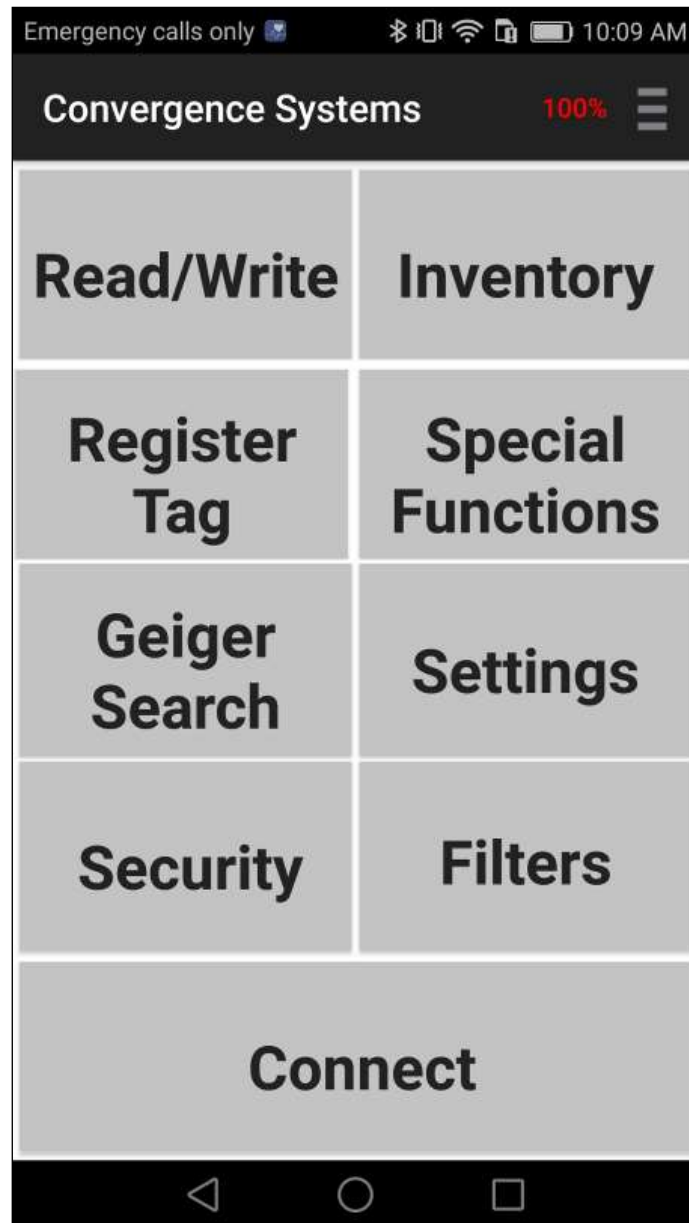 Emergency calls only 10:09 AM
Convergence Systems 100%
Read/Write Inventory
Register
Tag
Special
Functions
Geiger
Search
Settings
Security
Filters
Connect